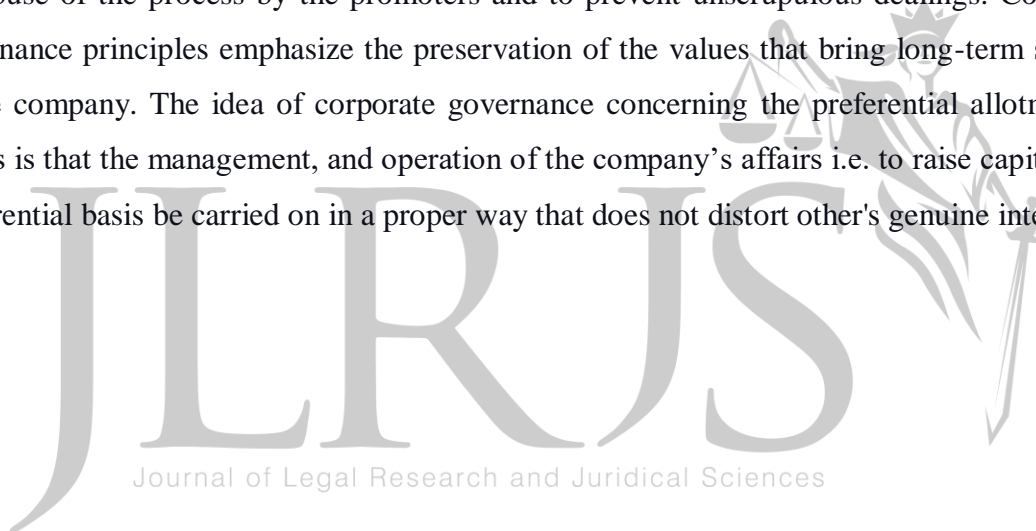 ouse of the process by the promoters and to prevent unscrupulous dealings. Co
nance principles emphasize the preservation of the values that bring long-term s
company. The idea of corporate governance concerning the preferential allotm
s is that the management, and operation of the company's affairs i.e. to raise capit
rential basis be carried on in a proper way that does not distort other's genuine inte
JLRJS
Journal of Legal Research and Juridical Sciences